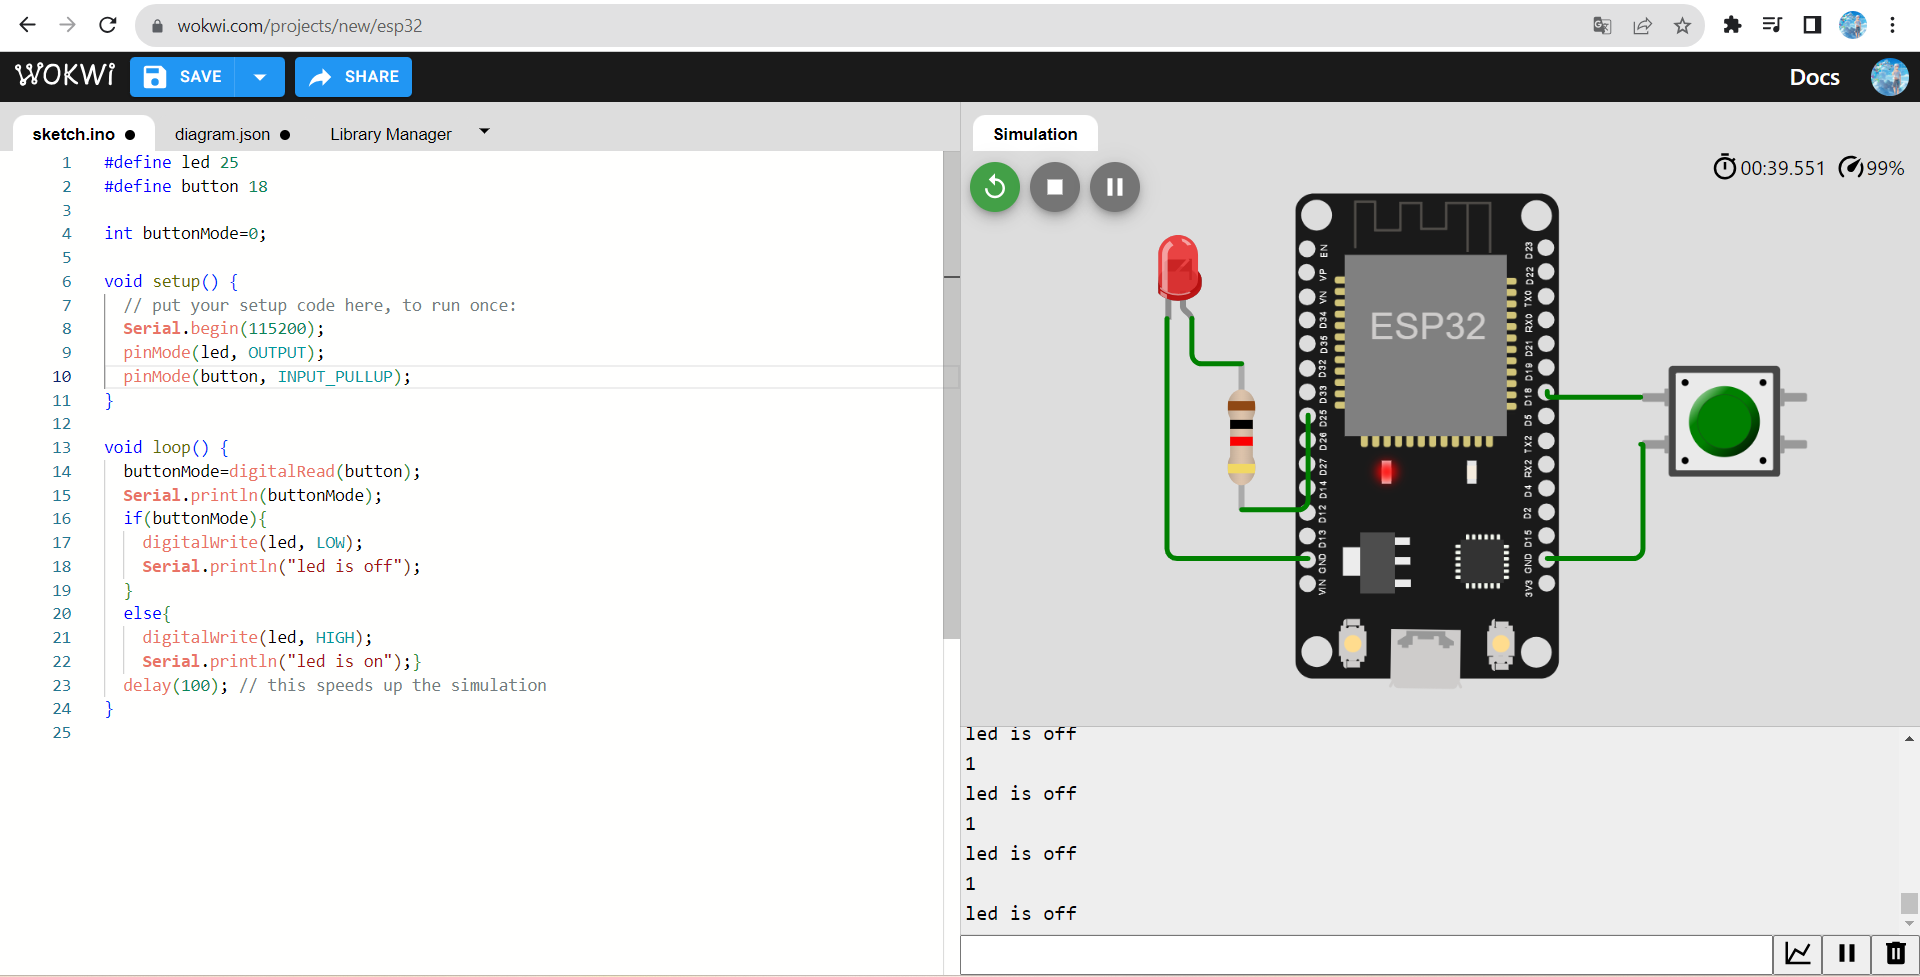 wokwi.com/projects/new/esp32
WOKWi SAVE SHARE Docs
sketch.ino ● diagram.json ● Library Manager
1 #define led 25
2 #define button 18
3
4 int buttonMode=0;
5
6 void setup() {
7 // put your setup code here, to run once:
8 Serial.begin(115200);
9 pinMode(led, OUTPUT);
10 pinMode(button, INPUT_PULLUP);
11 }
12
13 void loop() {
14 buttonMode=digitalRead(button);
15 Serial.println(buttonMode);
16 if(buttonMode){
17 digitalWrite(led, LOW);
18 Serial.println("led is off");
19 }
20 else{
21 digitalWrite(led, HIGH);
22 Serial.println("led is on");}
23 delay(100); // this speeds up the simulation
24 }
25
Simulation
00:39.551 99%
ESP32
EN
VP
VN
D34
D35
D32
D33
D25
D26
D27
D14
D12
D13
GND
VIN
D23
D22
TX0
RX0
D21
D19
D18
D5
TX2
RX2
D4
D2
D15
GND
3V3
led is off
1
led is off
1
led is off
1
led is off